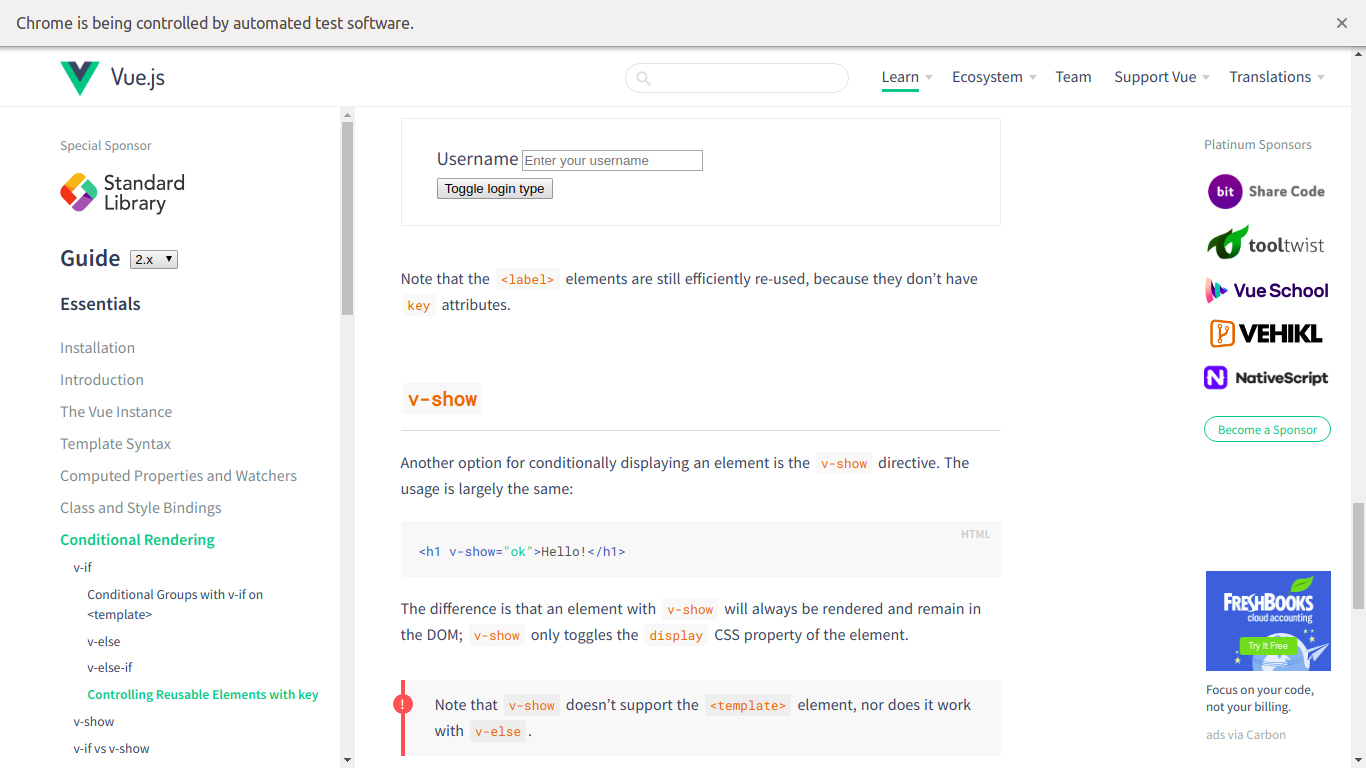 Chrome is being controlled by automated test software.
Vue.js
Learn
Ecosystem
Team
Support Vue
Translations
Special Sponsor
Standard
Library
Guide 2.x
Essentials
Installation
Introduction
The Vue Instance
Template Syntax
Computed Properties and Watchers
Class and Style Bindings
Conditional Rendering
v-if
Conditional Groups with v-if on
<template>
v-else
v-else-if
Controlling Reusable Elements with key
v-show
v-if vs v-show
Username Enter your username
Toggle login type
Note that the <label> elements are still efficiently re-used, because they don’t have
key attributes.
v-show
Another option for conditionally displaying an element is the v-show directive. The
usage is largely the same:
HTML
<h1 v-show="ok">Hello!</h1>
The difference is that an element with v-show will always be rendered and remain in
the DOM; v-show only toggles the display CSS property of the element.
! Note that v-show doesn’t support the <template> element, nor does it work
with v-else.
Platinum Sponsors
bit Share Code
tooltwist
Vue School
VEHIKL
NativeScript
Become a Sponsor
FRESHBOOKS
cloud accounting
Try It Free
Focus on your code,
not your billing.
ads via Carbon